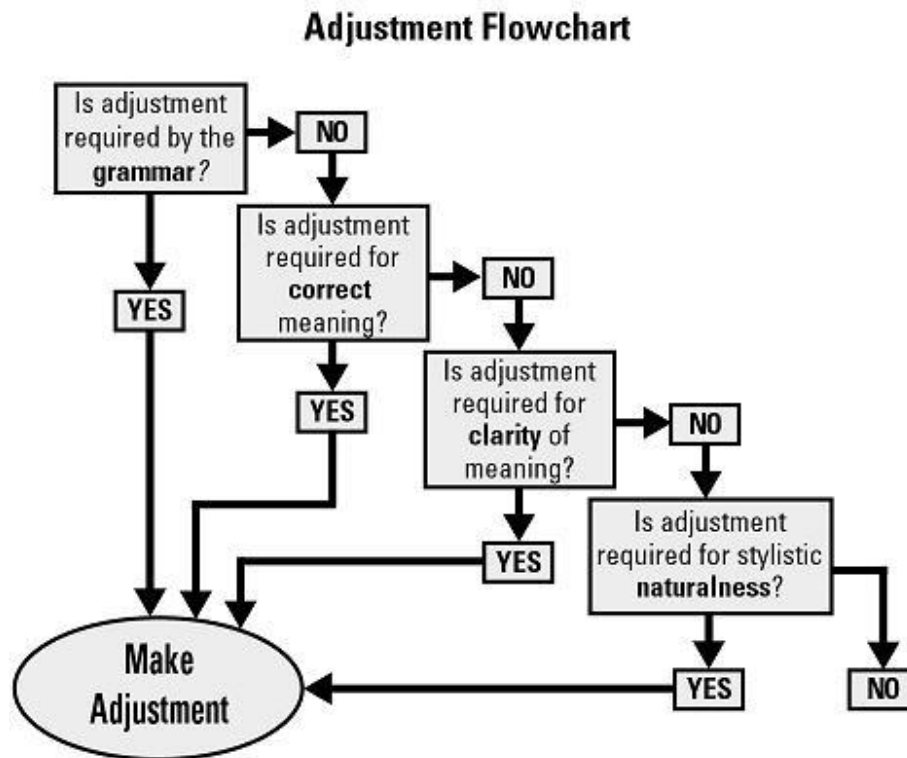 Adjustment Flowchart
Is adjustment
required by the
grammar?
NO
YES
Is adjustment
required for
correct
meaning?
NO
YES
Is adjustment
required for
clarity of
meaning?
NO
YES
Is adjustment
required for stylistic
naturalness?
YES
NO
Make
Adjustment